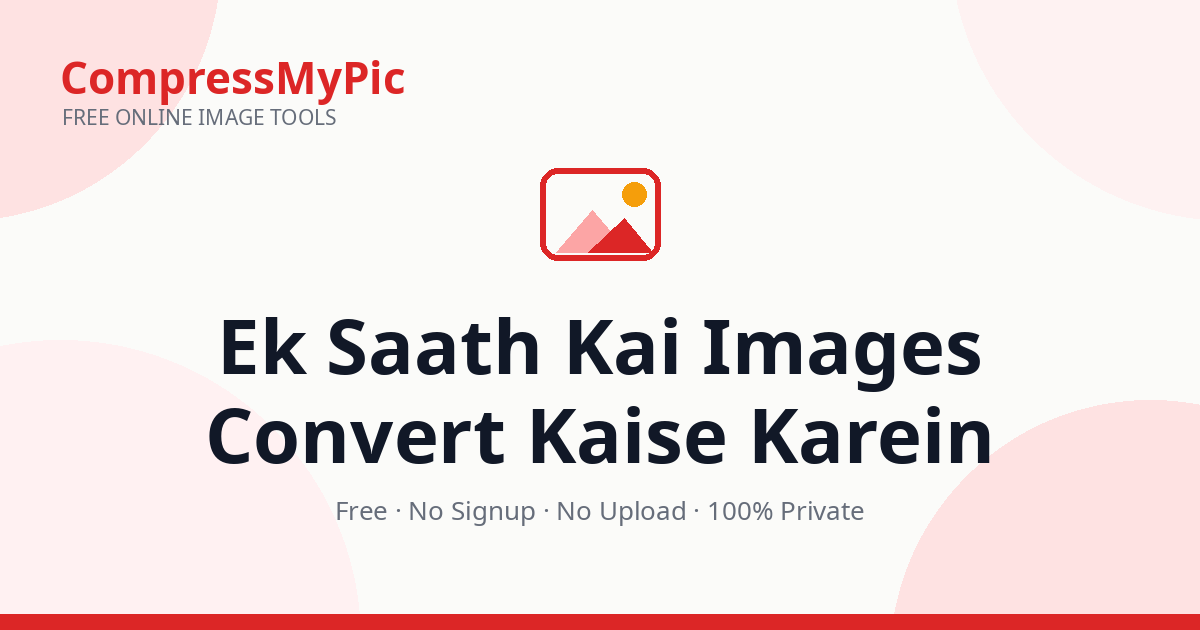 CompressMyPic
FREE ONLINE IMAGE TOOLS
Ek Saath Kai Images
Convert Kaise Karein
Free · No Signup · No Upload · 100% Private